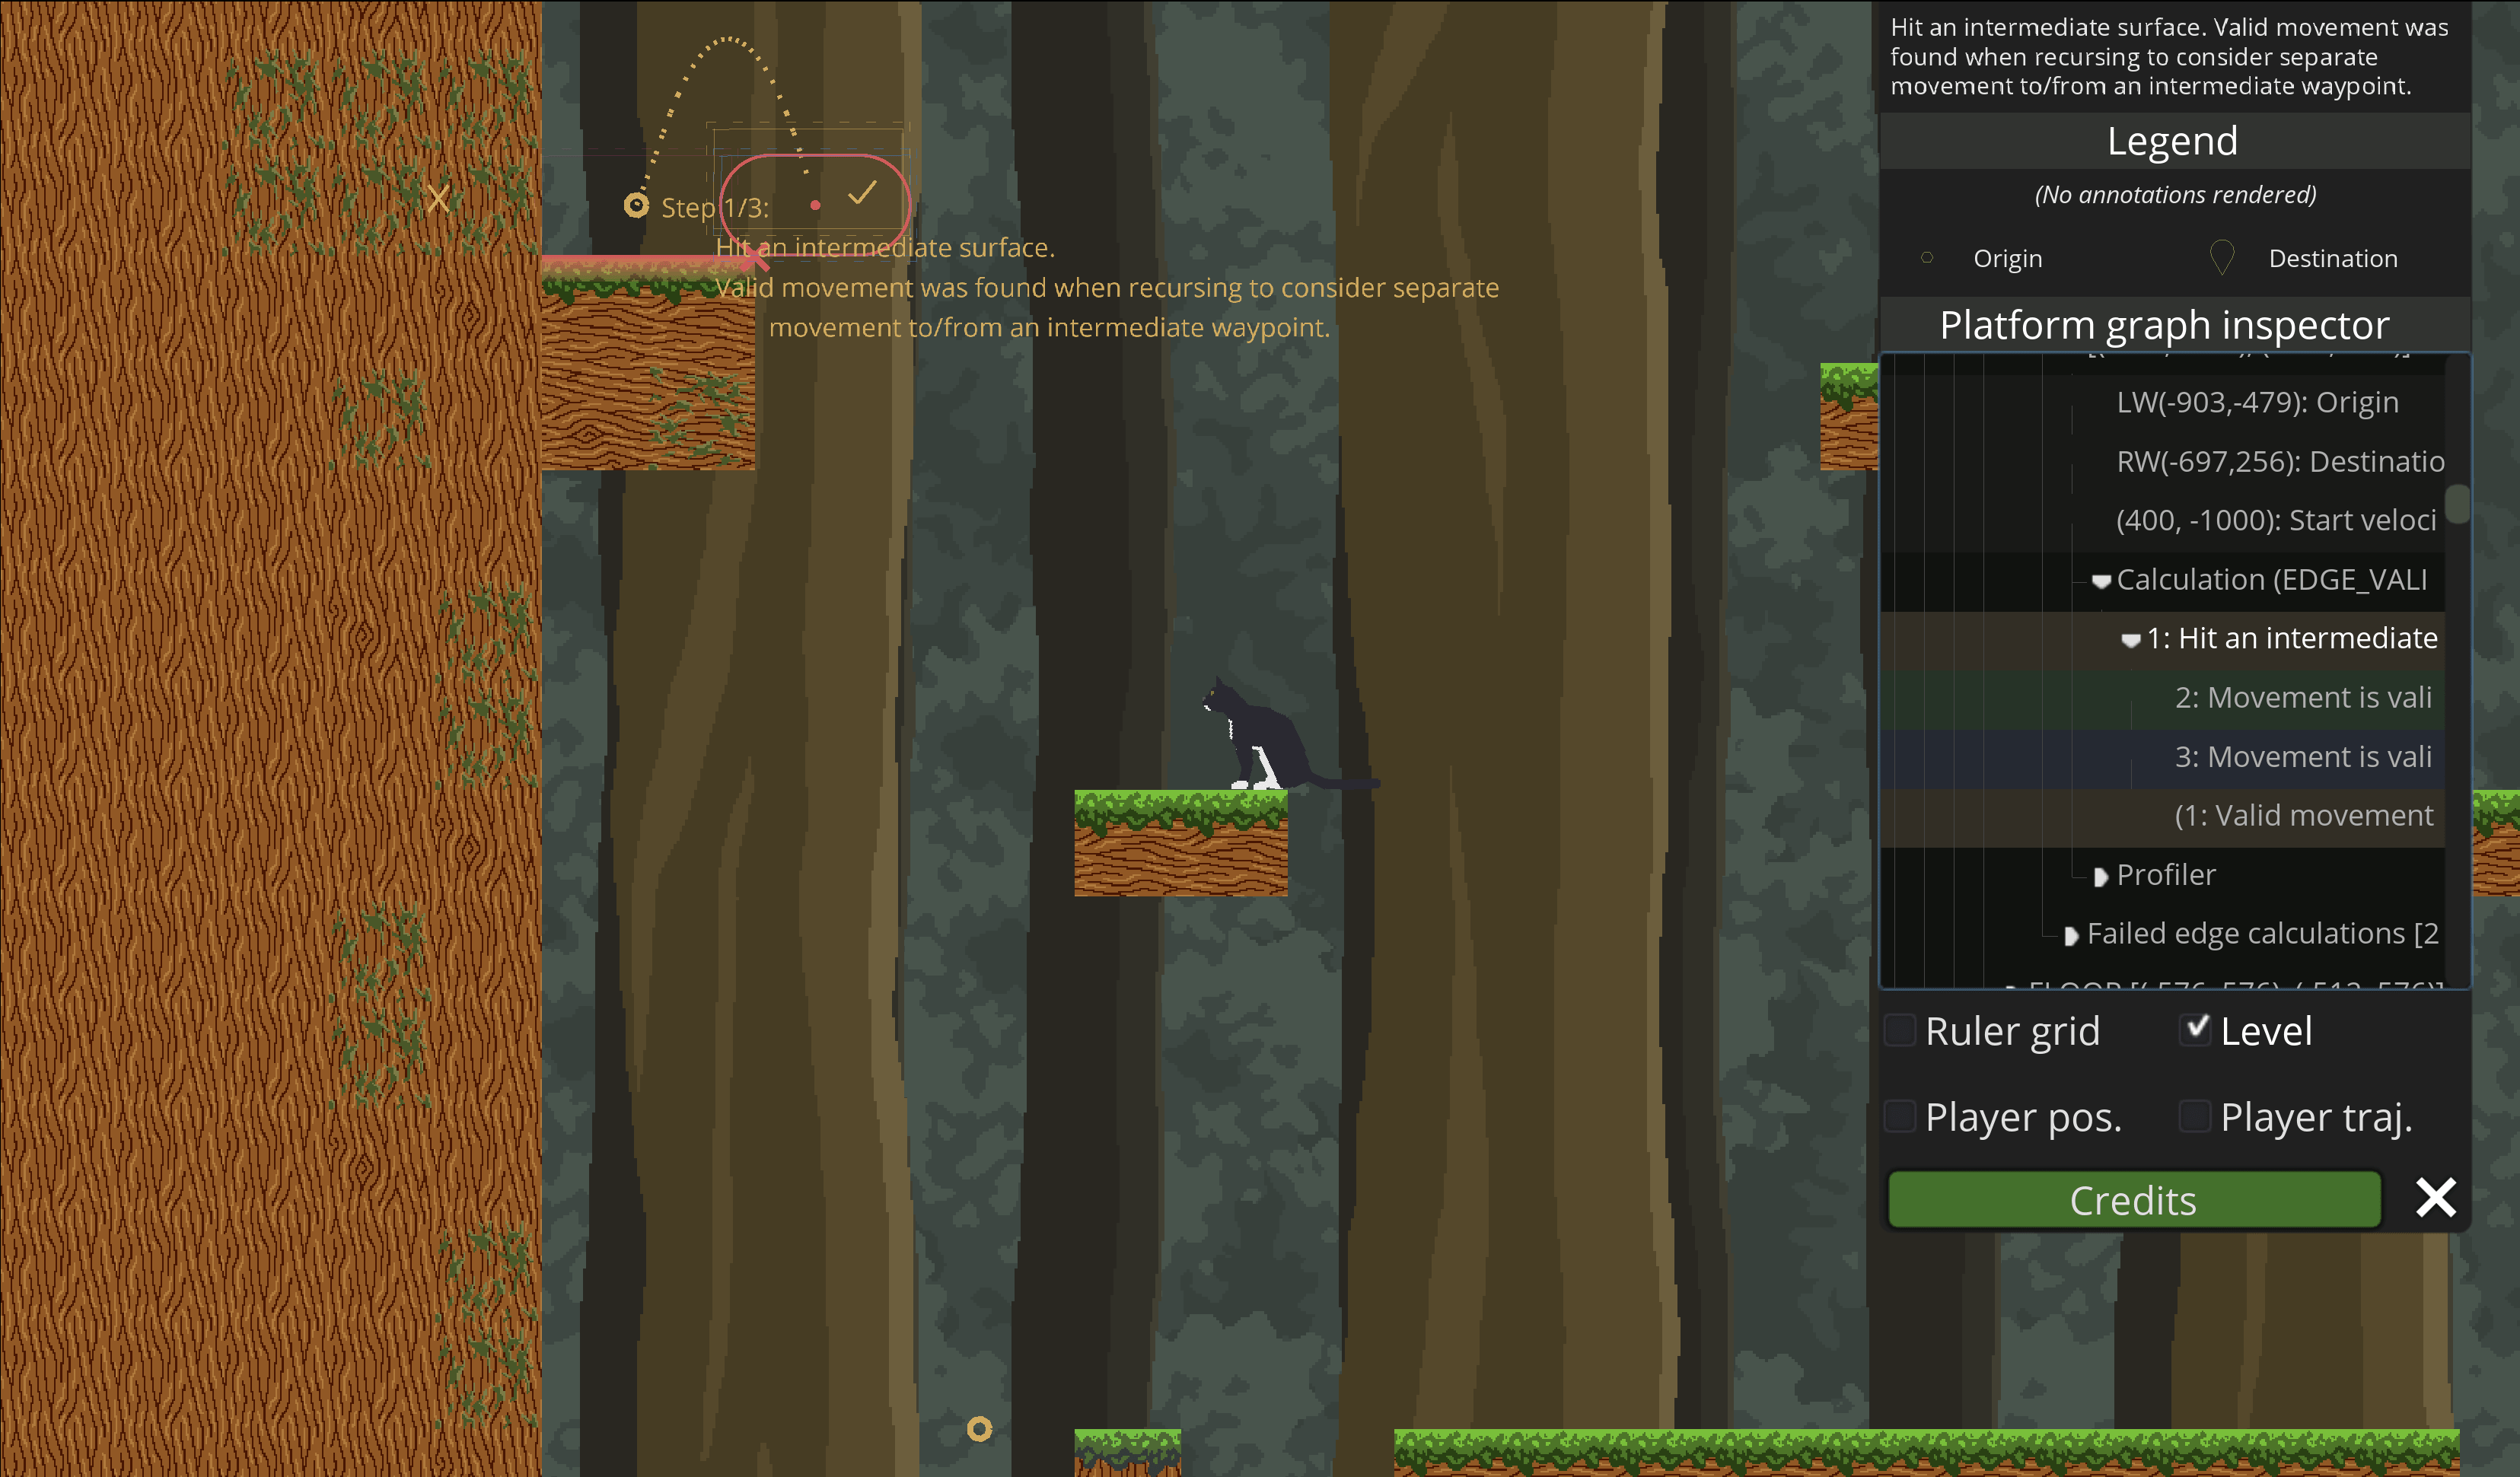 Step 1/3:
Hit an intermediate surface.
Valid movement was found when recursing to consider separate
movement to/from an intermediate waypoint.
Hit an intermediate surface. Valid movement was
found when recursing to consider separate
movement to/from an intermediate waypoint.
Legend
(No annotations rendered)
Origin
Destination
Platform graph inspector
LW(-903,-479): Origin
RW(-697,256): Destinatio
(400, -1000): Start veloci
Calculation (EDGE_VALI
1: Hit an intermediate
2: Movement is vali
3: Movement is vali
(1: Valid movement
Profiler
Failed edge calculations [2
Ruler grid
Level
Player pos.
Player traj.
Credits